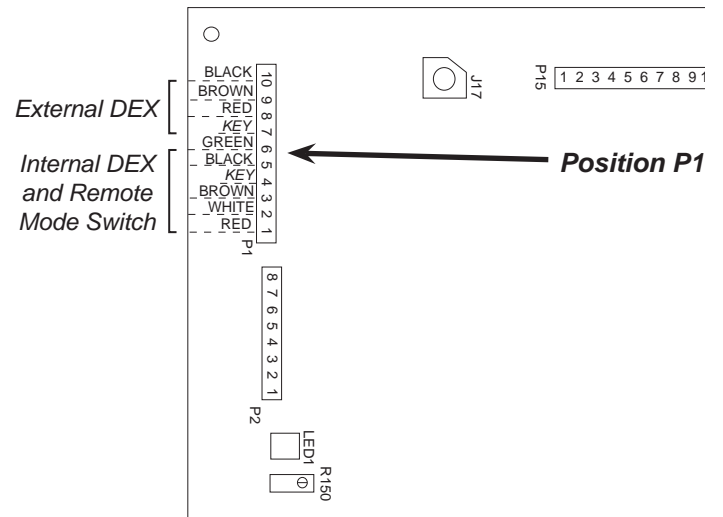 External DEX
Internal DEX
and Remote
Mode Switch
BLACK
BROWN
RED
KEY
GREEN
BLACK
KEY
BROWN
WHITE
RED
10
9
8
7
6
5
4
3
2
1
P1
8
7
6
5
4
3
2
1
P2
LED1
R150
J17
P15
1 2 3 4 5 6 7 8 9 1
Position P1